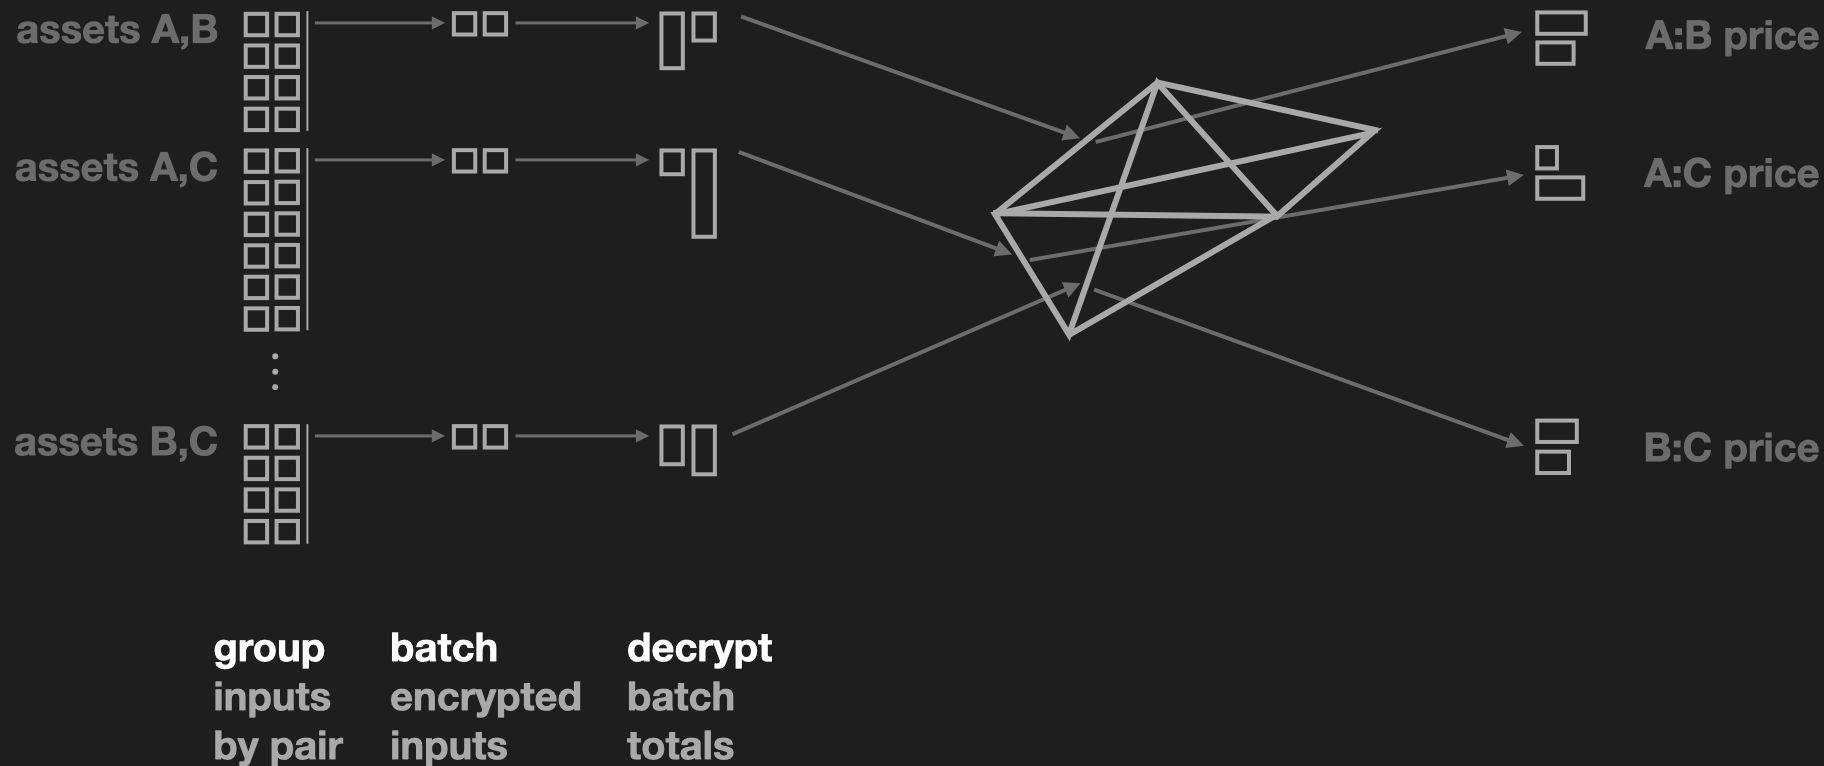 assets A,B
A:B price
assets A,C
A:C price
assets B,C
B:C price
group
inputs
by pair
batch
encrypted
inputs
decrypt
batch
totals